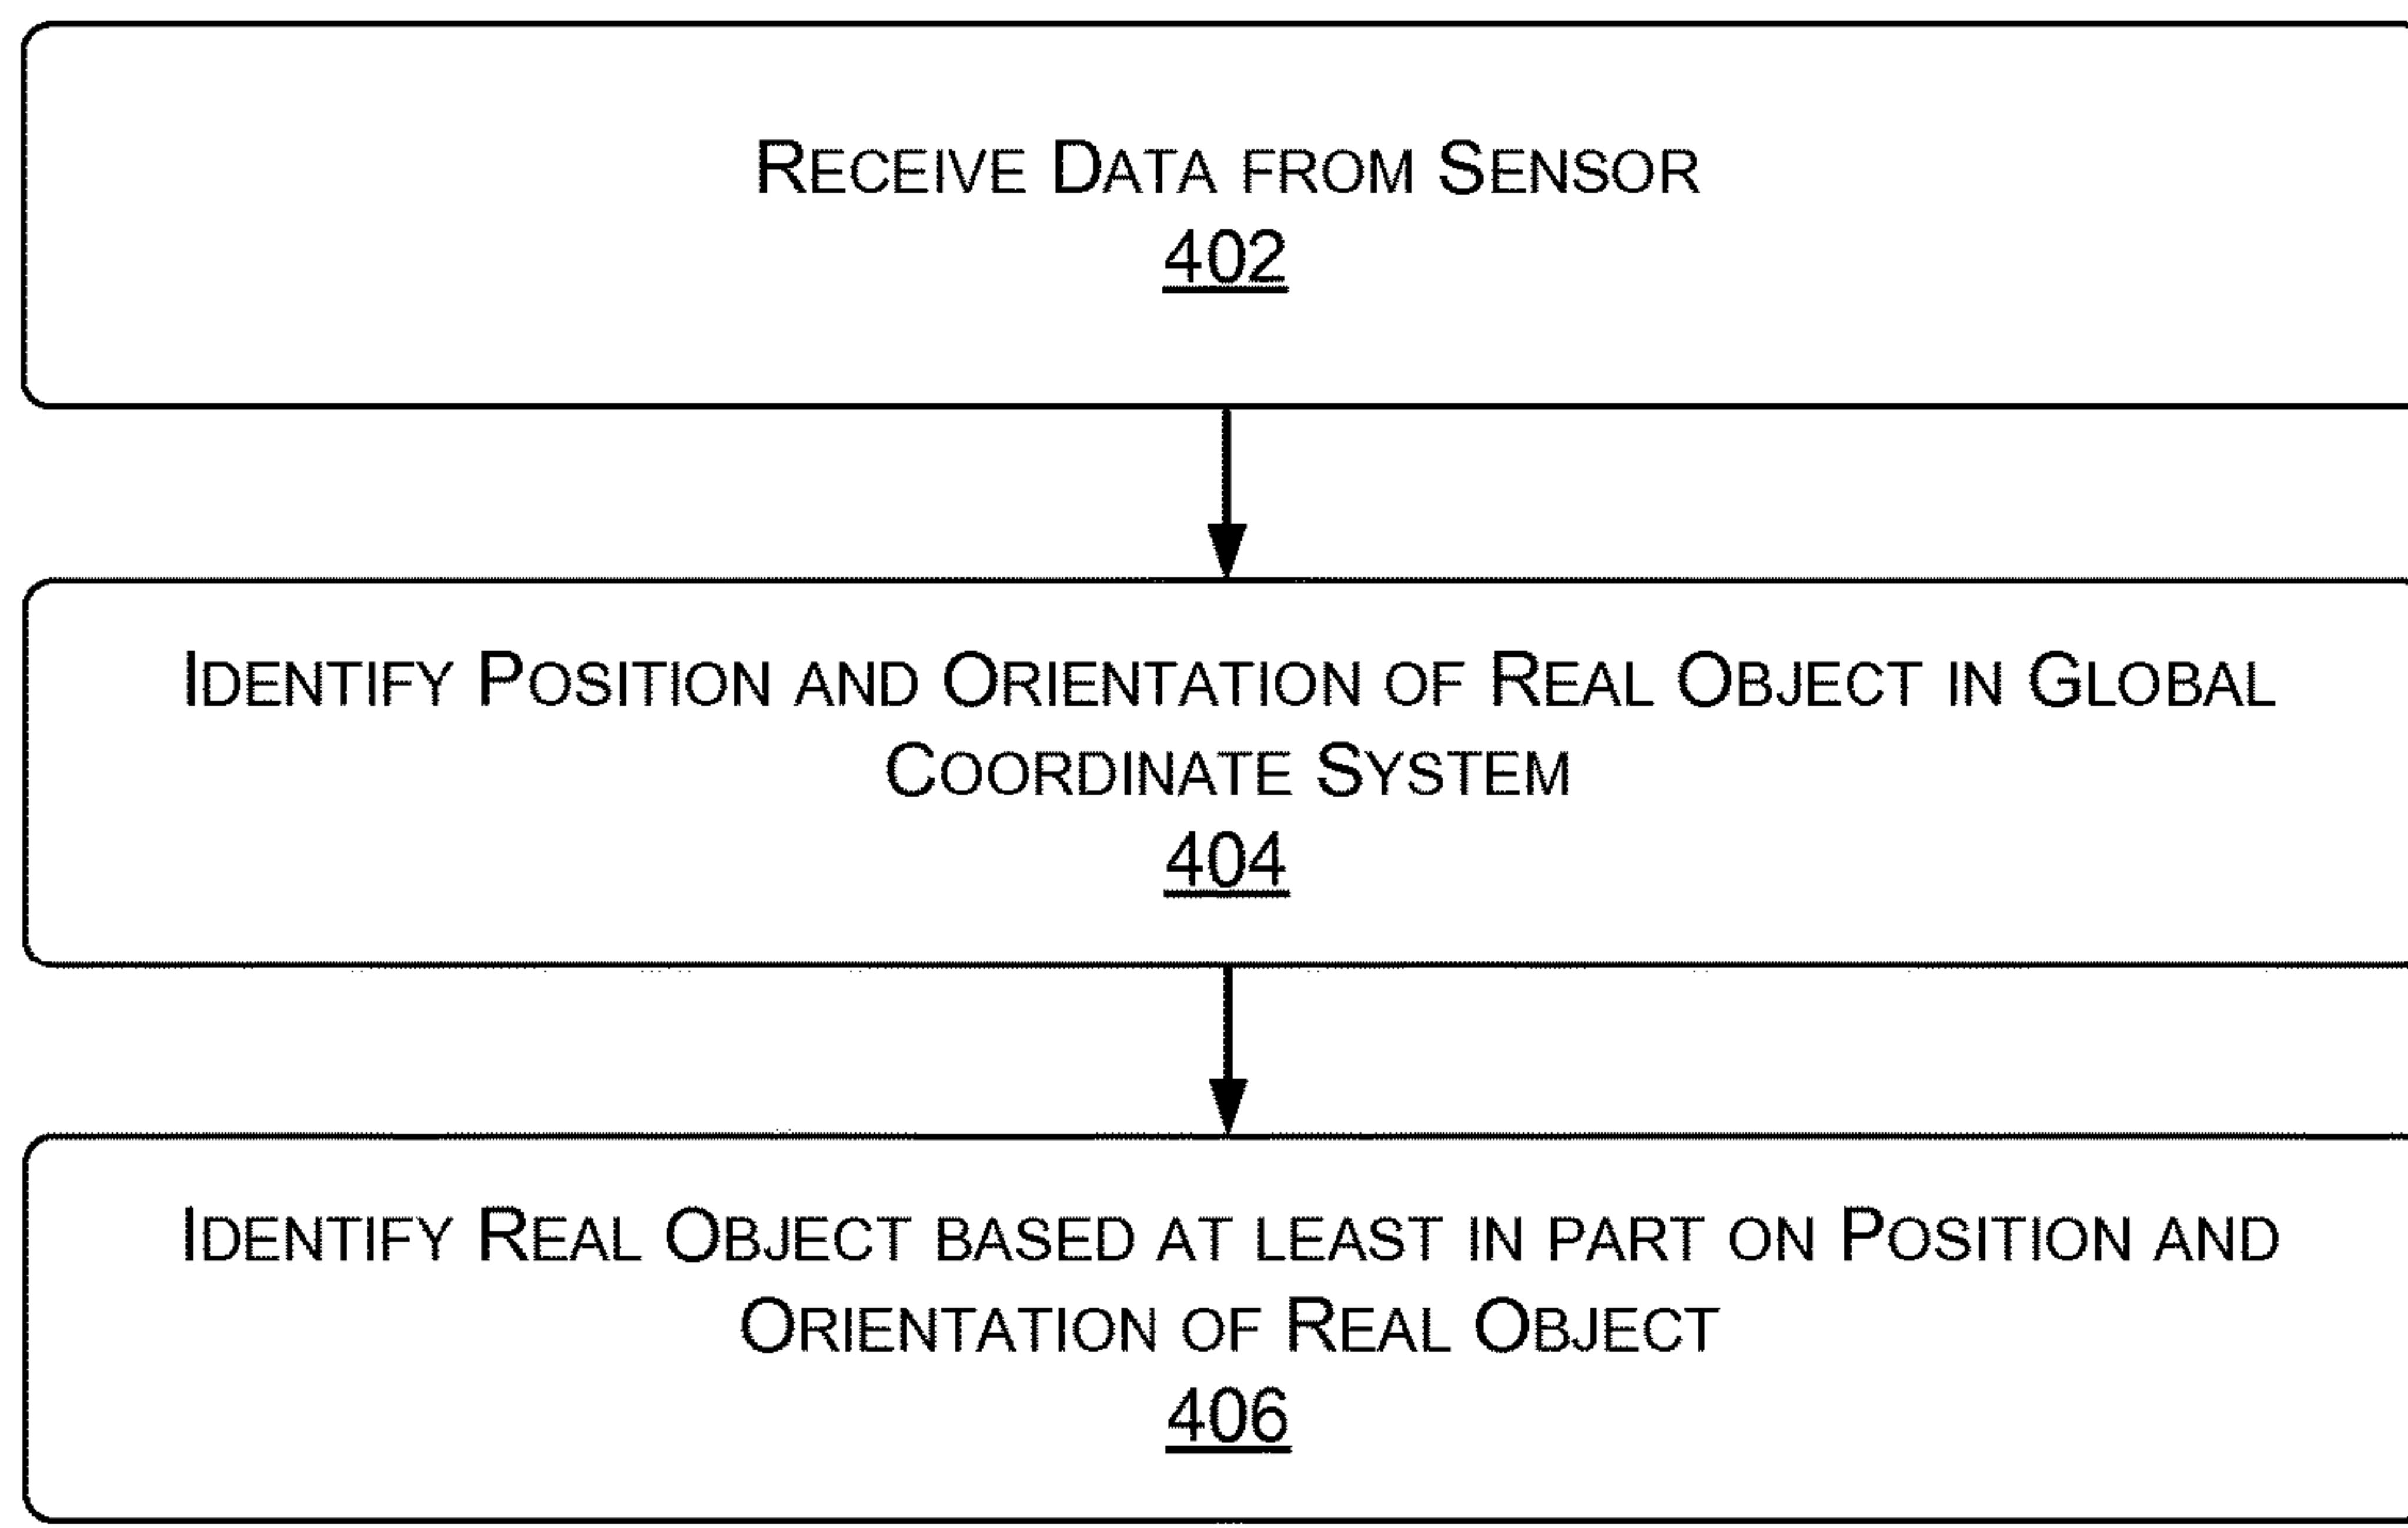 Receive Data from Sensor
402
Identify Position and Orientation of Real Object in Global
Coordinate System
404
Identify Real Object based at least in part on Position and
Orientation of Real Object
406